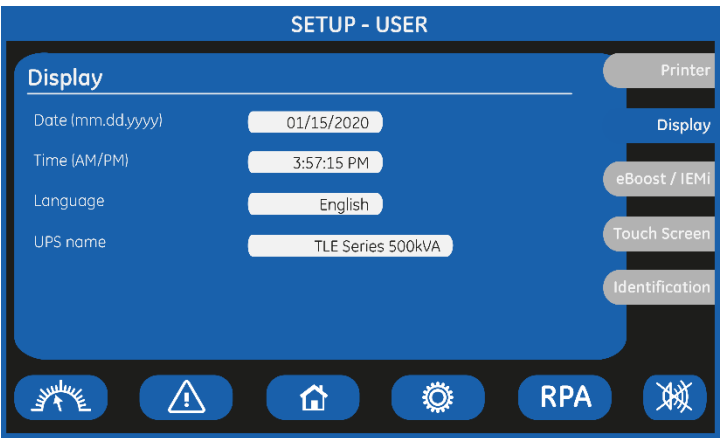 SETUP - USER
Display
Date (mm.dd.yyyy) 01/15/2020
Time (AM/PM) 3:57:15 PM
Language English
UPS name TLE Series 500kVA
Printer
Display
eBoost / IEMi
Touch Screen
Identification
RPA